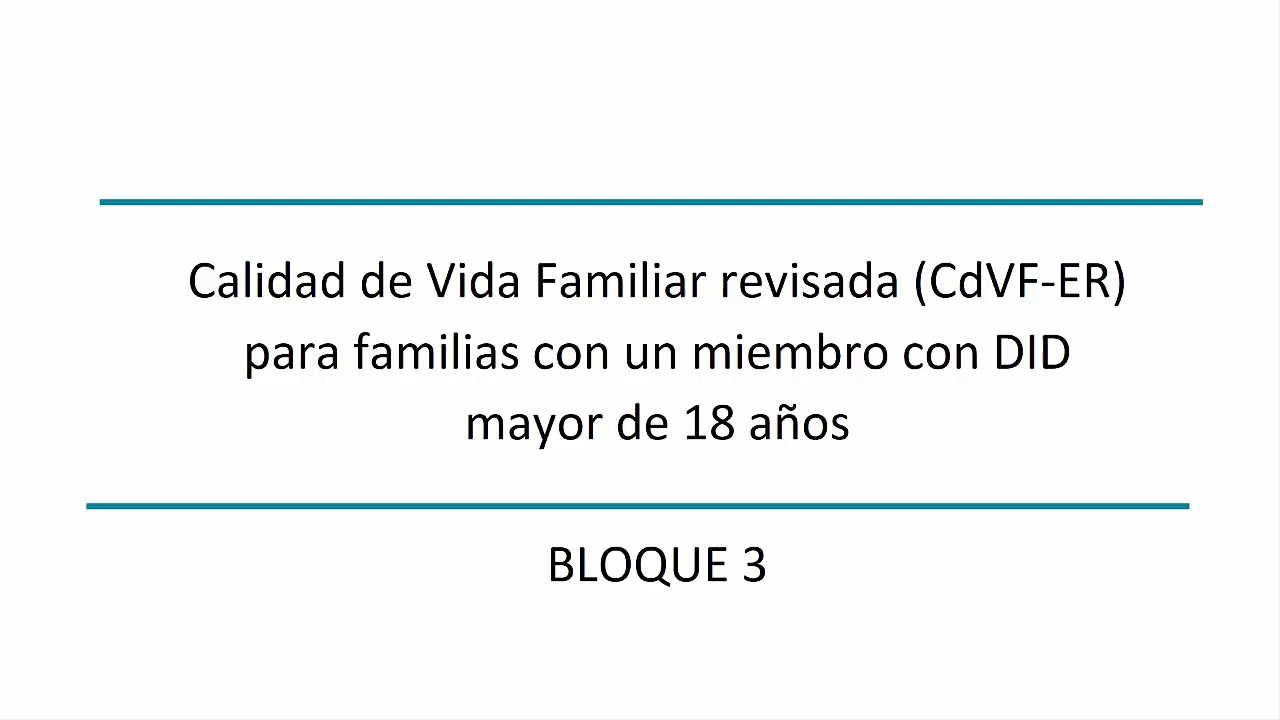 Calidad de Vida Familiar revisada (CdVF-ER)
para familias con un miembro con DID
mayor de 18 años
BLOQUE 3